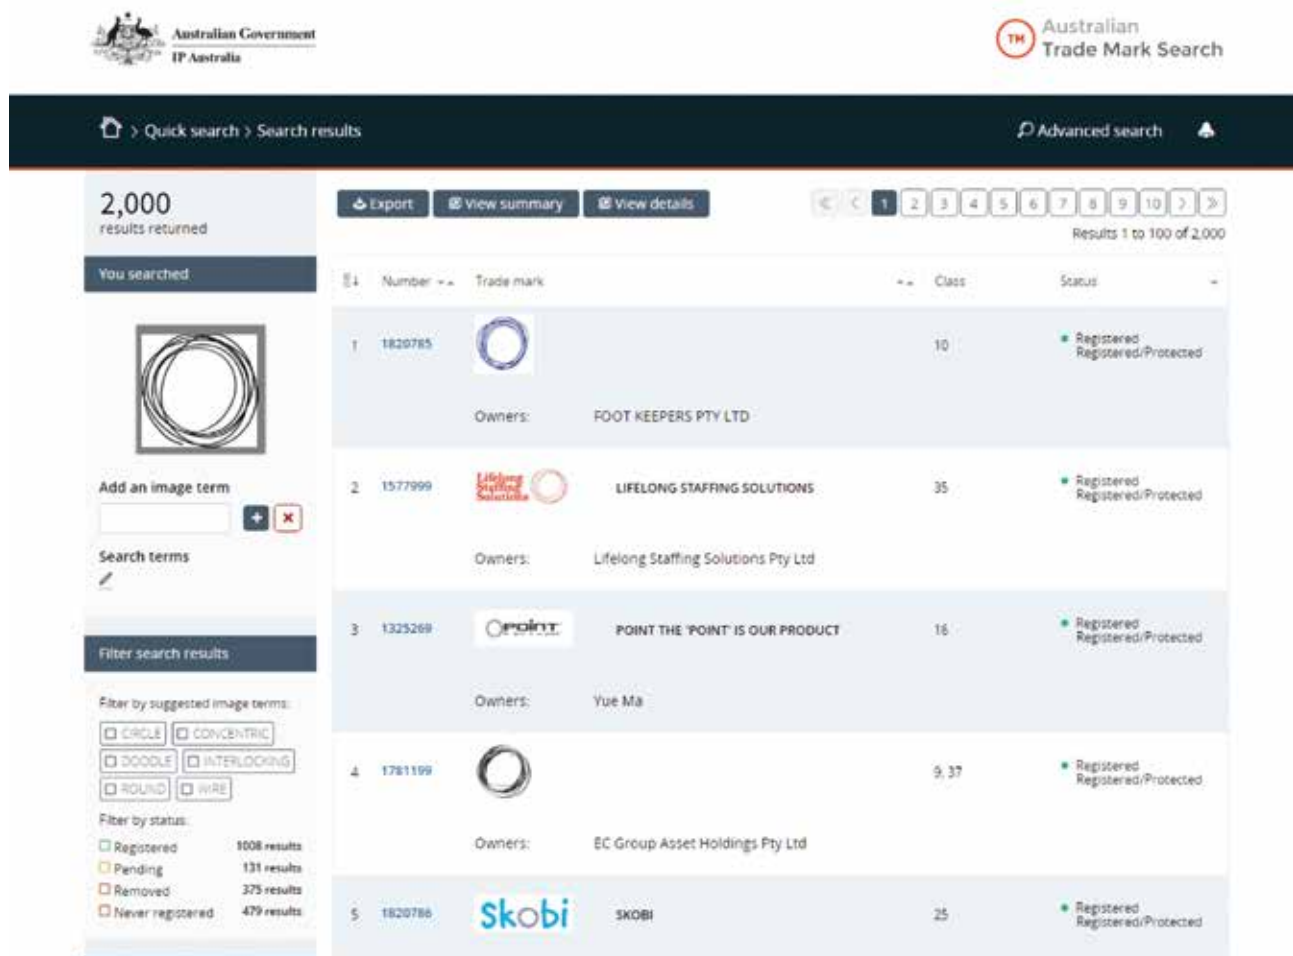 Australian Government
IP Australia
TM
Australian
Trade Mark Search
> Quick search > Search results
Advanced search
2,000
results returned
Export
View summary
View details
1 2 3 4 5 6 7 8 9 10
Results 1 to 100 of 2,000
You searched
Number
Trade mark
Class
Status
1 1820785 10 Registered
Registered/Protected
Owners: FOOT KEEPERS PTY LTD
Add an image term
Search terms
2 1577999 Lifelong Staffing Solutions LIFELONG STAFFING SOLUTIONS 35 Registered
Registered/Protected
Owners: Lifelong Staffing Solutions Pty Ltd
3 1325269 POINT POINT THE 'POINT' IS OUR PRODUCT 16 Registered
Registered/Protected
Owners: Yue Ma
Filter search results
Filter by suggested image terms:
CIRCLE CONCENTRIC
DOODLE INTERLOCKING
ROUND WIRE
Filter by status:
Registered 1008 results
Pending 131 results
Removed 375 results
Never registered 479 results
4 1781199 9, 37 Registered
Registered/Protected
Owners: EC Group Asset Holdings Pty Ltd
5 1820786 Skobi SKOBI 25 Registered
Registered/Protected